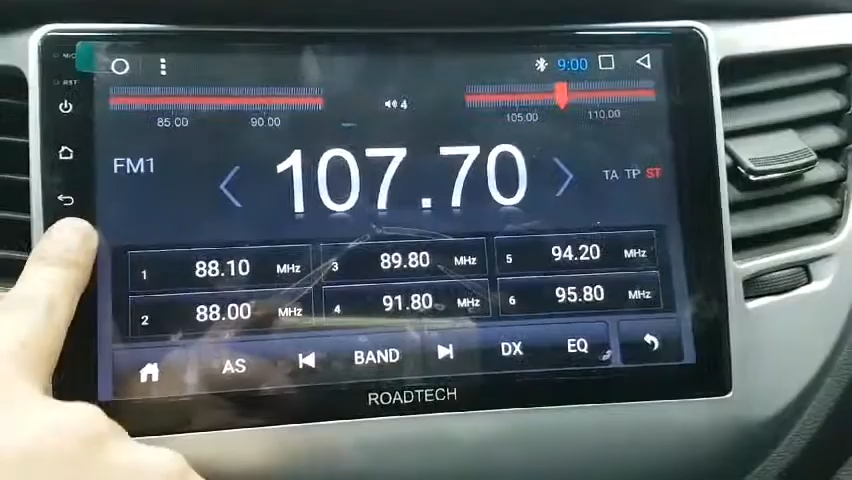 MIC
RST
9:00
4
85.00 90.00
105.00 110.00
FM1
107.70
TA TP ST
1 88.10 MHz
3 89.80 MHz
5 94.20 MHz
2 88.00 MHz
4 91.80 MHz
6 95.80 MHz
AS BAND DX EQ
ROADTECH